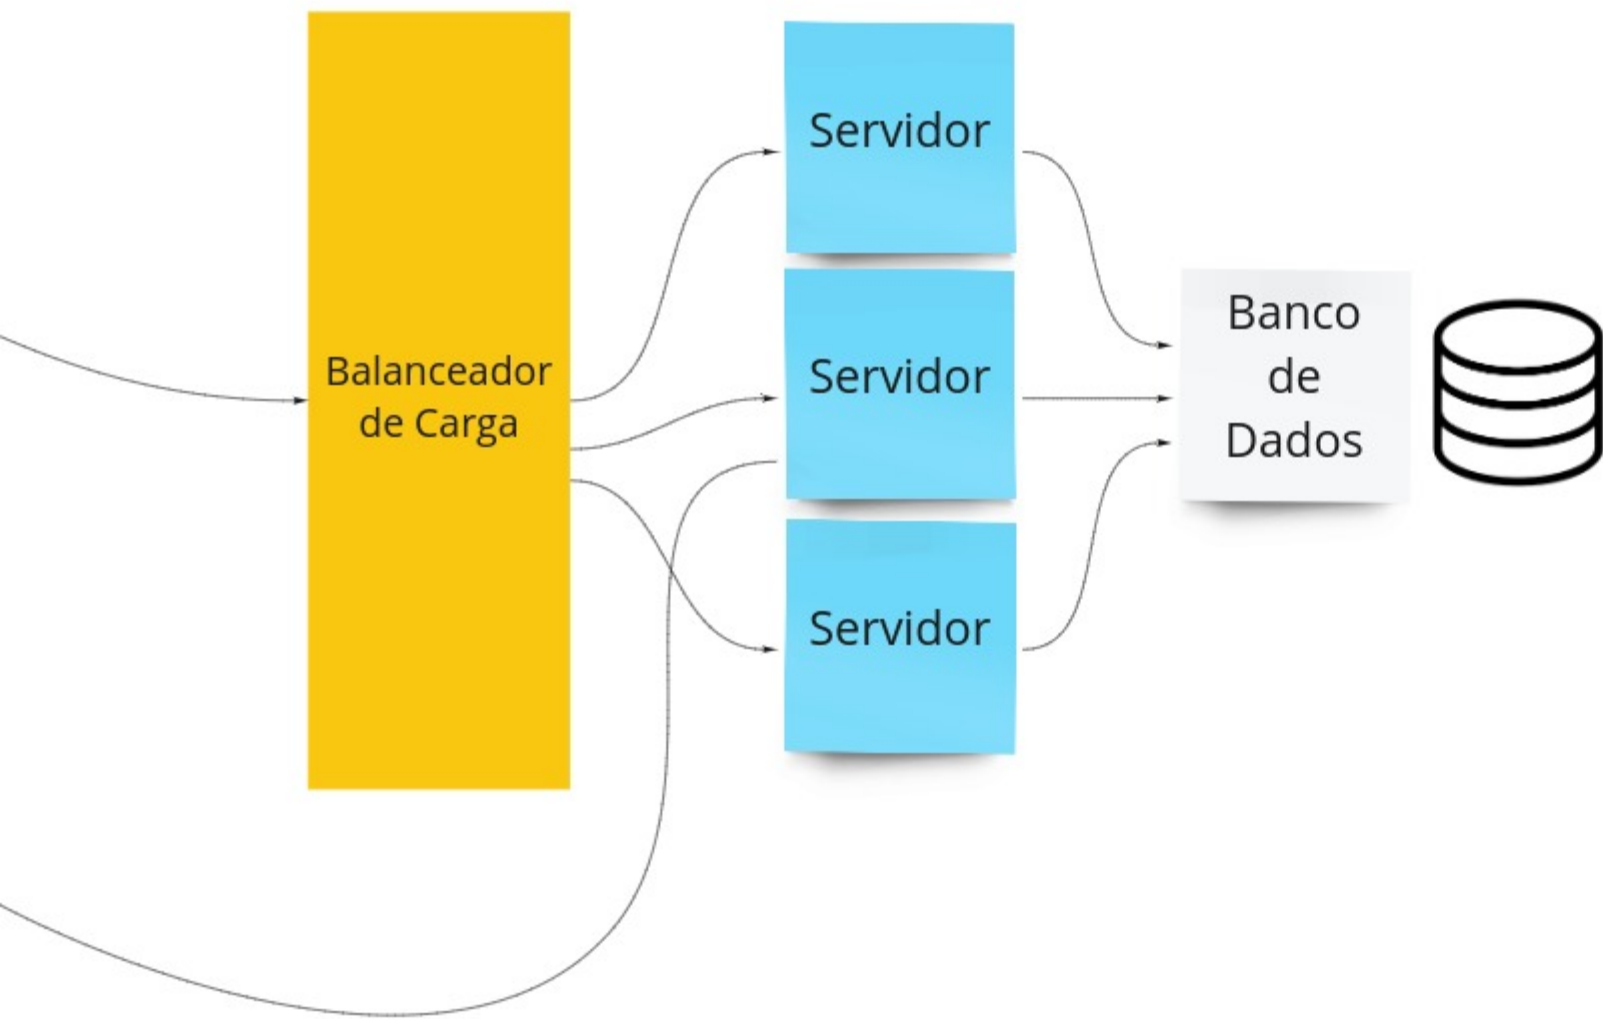 Balanceador
de Carga
Servidor
Servidor
Servidor
Banco
de
Dados